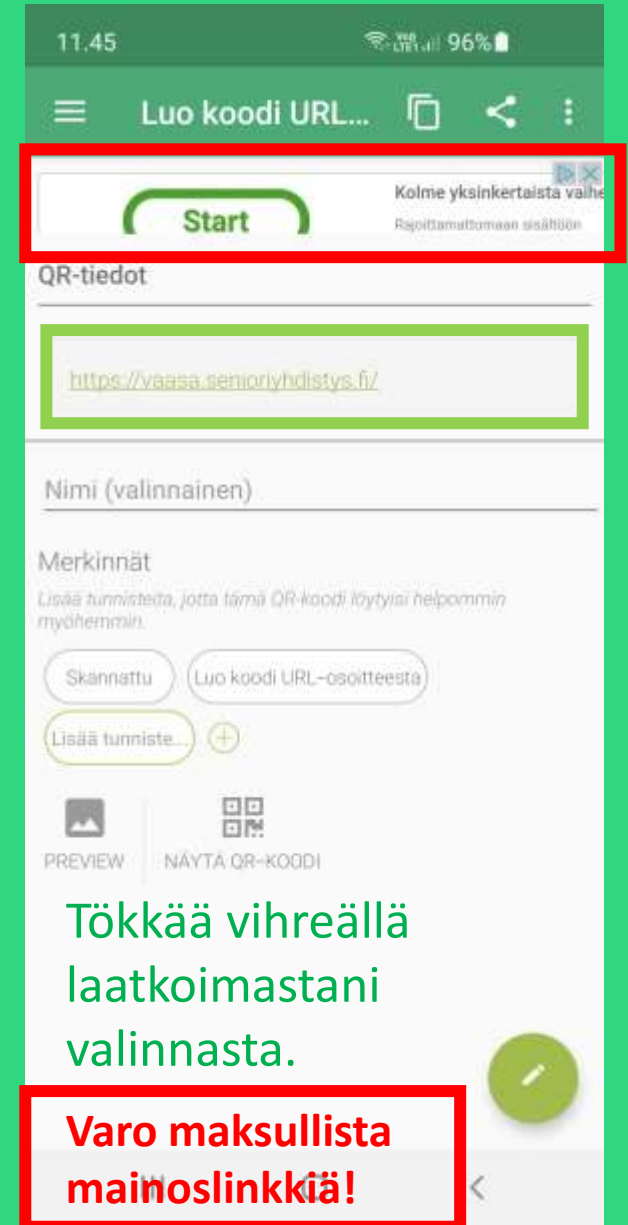 11.45 96%
Luo koodi URL...
Start
Kolme yksinkertaista vaihe
Rajoittamattomaan sisältöön
QR-tiedot
https://vaasa.senioriyhdistys.fi/
Nimi (valinnainen)
Merkinnät
Lisää tunnisteita, jotta tämä QR-koodi löytyisi helpommin
myöhemmin.
Skannattu Luo koodi URL-osoitteesta
Lisää tunniste...
PREVIEW NÄYTÄ QR-KOODI
Tökkää vihreällä
laatkoimastani
valinnasta.
Varo maksullista
mainoslinkkiä!